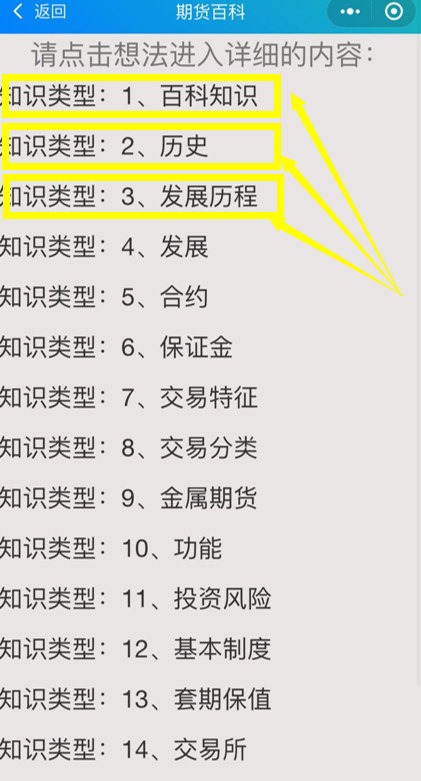 返回 期货百科
请点击想法进入详细的内容：
知识类型：1、百科知识
知识类型：2、历史
知识类型：3、发展历程
知识类型：4、发展
知识类型：5、合约
知识类型：6、保证金
知识类型：7、交易特征
知识类型：8、交易分类
知识类型：9、金属期货
知识类型：10、功能
知识类型：11、投资风险
知识类型：12、基本制度
知识类型：13、套期保值
知识类型：14、交易所